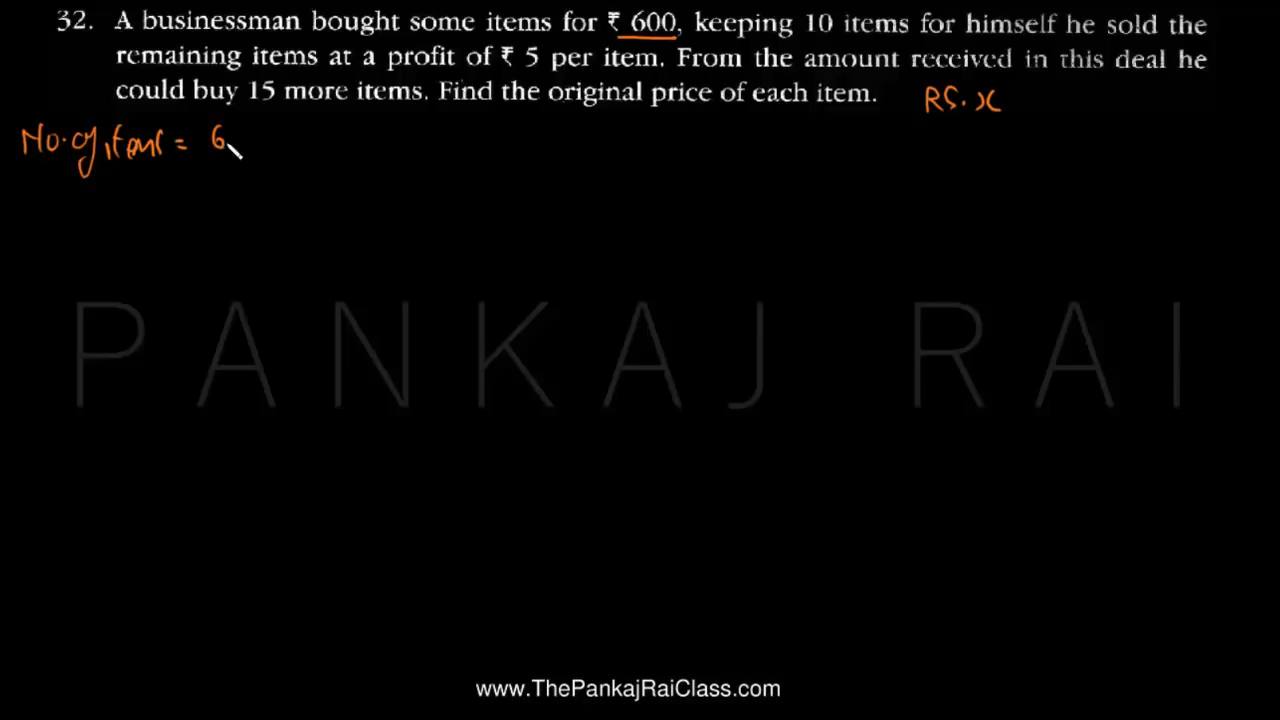 32. A businessman bought some items for ₹ 600, keeping 10 items for himself he sold the
remaining items at a profit of ₹ 5 per item. From the amount received in this deal he
could buy 15 more items. Find the original price of each item. RS. x
No. of items = 6
PANKAJ RAI
www.ThePankajRaiClass.com